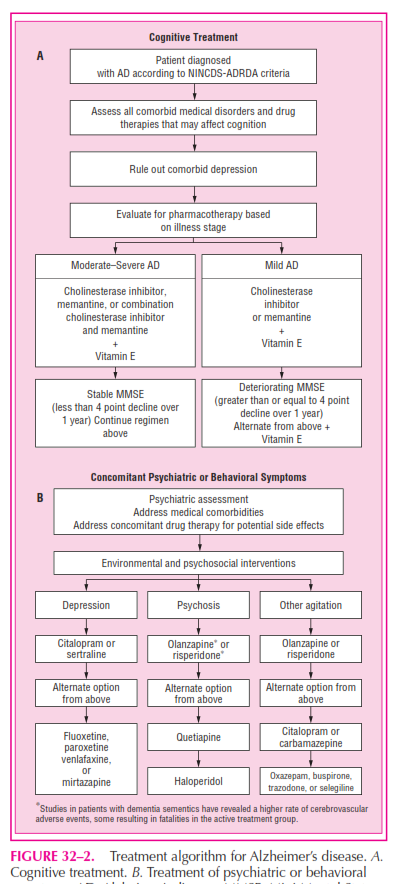 Cognitive Treatment
A
Patient diagnosed
with AD according to NINCDS-ADRDA criteria
Assess all comorbid medical disorders and drug
therapies that may affect cognition
Rule out comorbid depression
Evaluate for pharmacotherapy based
on illness stage
Moderate–Severe AD
Cholinesterase inhibitor,
memantine, or combination
cholinesterase inhibitor
and memantine
+
Vitamin E
Mild AD
Cholinesterase
inhibitor
or memantine
+
Vitamin E
Stable MMSE
(less than 4 point decline over
1 year) Continue regimen
above
Deteriorating MMSE
(greater than or equal to 4 point
decline over 1 year)
Alternate from above +
Vitamin E
Concomitant Psychiatric or Behavioral Symptoms
B
Psychiatric assessment
Address medical comorbidities
Address concomitant drug therapy for potential side effects
Environmental and psychosocial interventions
Depression
Psychosis
Other agitation
Citalopram or
sertraline
Olanzapine* or
risperidone*
Olanzapine or
risperidone
Alternate option
from above
Alternate option
from above
Alternate option from
above
Fluoxetine,
paroxetine
venlafaxine,
or
mirtazapine
Quetiapine
Citalopram or
carbamazepine
Haloperidol
Oxazepam, buspirone,
trazodone, or selegiline
*Studies in patients with dementia sementics have revealed a higher rate of cerebrovascular
adverse events, some resulting in fatalities in the active treatment group.
FIGURE 32–2. Treatment algorithm for Alzheimer's disease. A.
Cognitive treatment. B. Treatment of psychiatric or behavioral